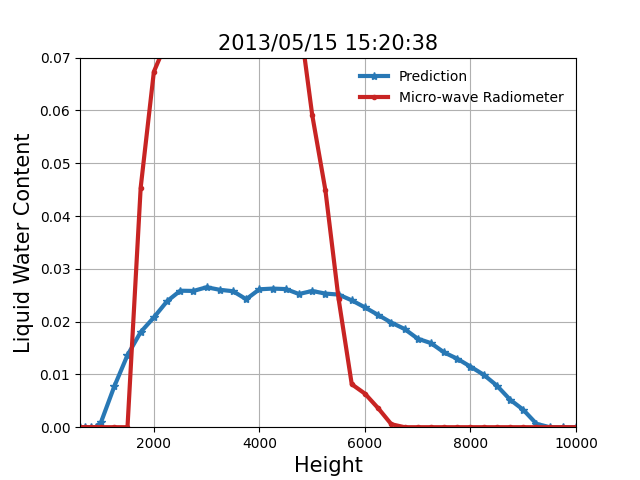 2013/05/15 15:20:38
Prediction
Micro-wave Radiometer
Liquid Water Content
0.07
0.06
0.05
0.04
0.03
0.02
0.01
0.00
2000 4000 6000 8000 10000
Height